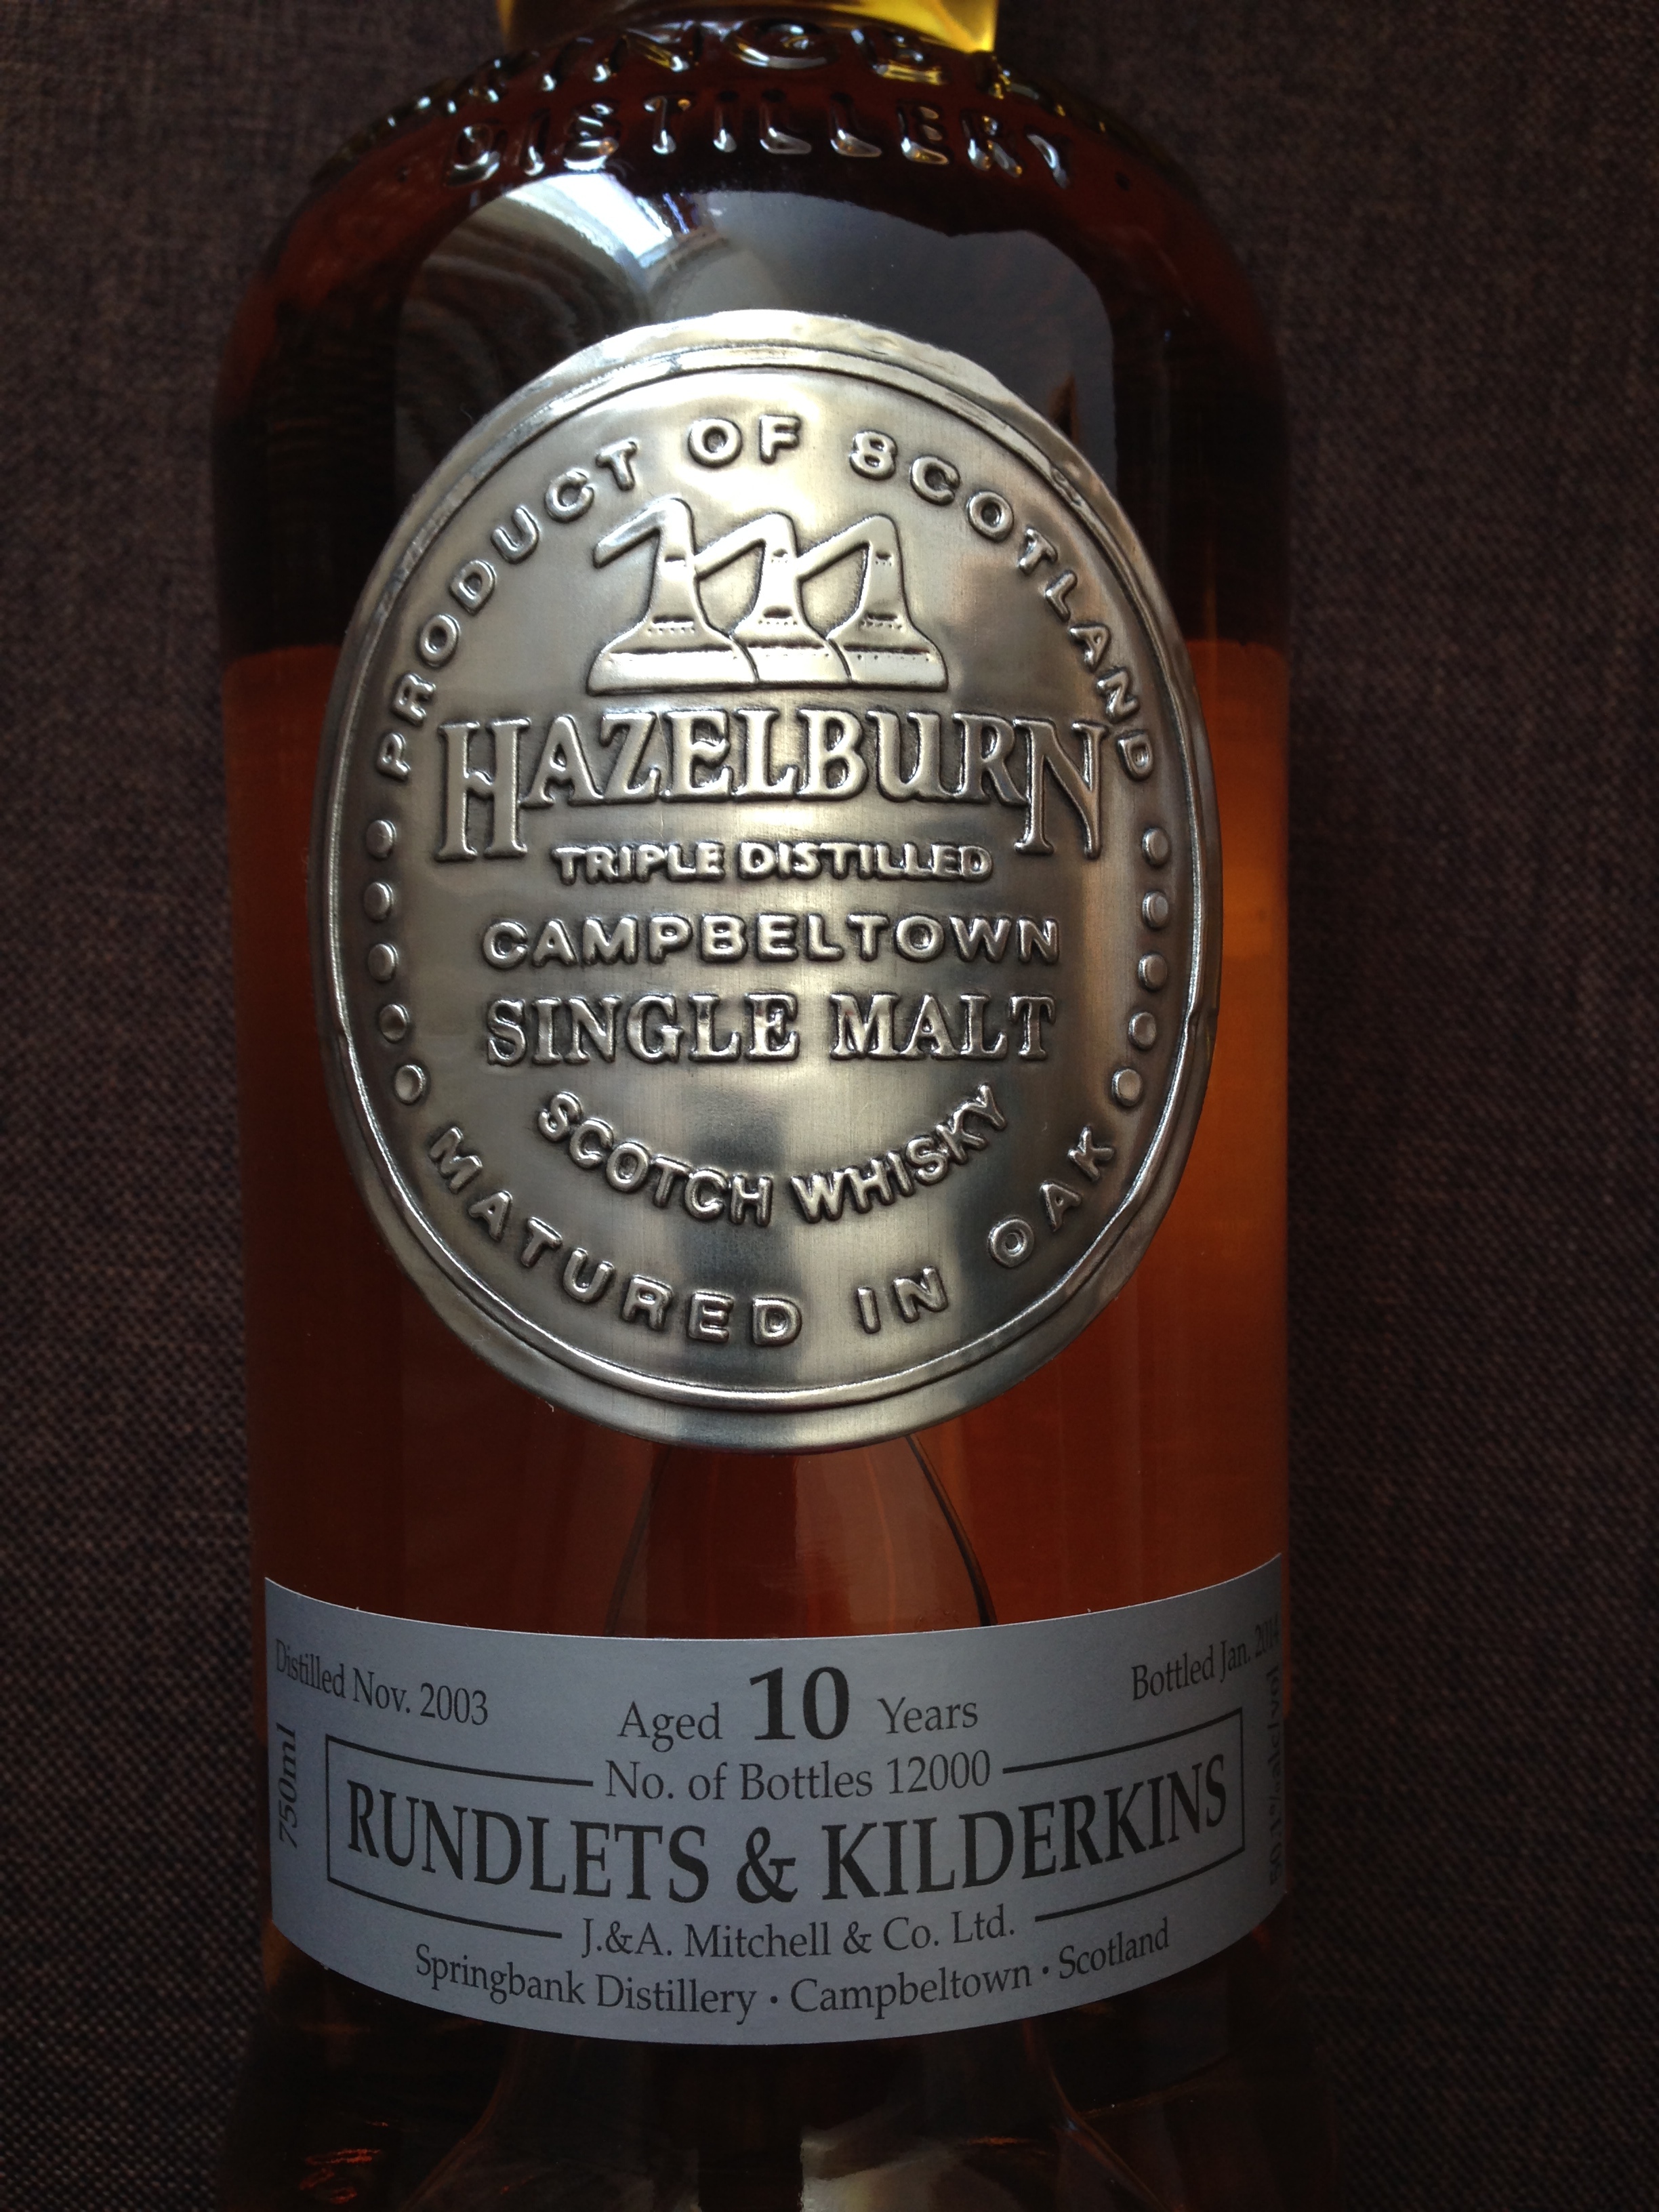 DISTILLERY
PRODUCT OF SCOTLAND
HAZELBURN
TRIPLE DISTILLED
CAMPBELTOWN
SINGLE MALT
SCOTCH WHISKY
MATURED IN OAK
Distilled Nov. 2003
Aged 10 Years
Bottled Jan. 2014
750ml
No. of Bottles 12000
RUNDLETS & KILDERKINS
J.&A. Mitchell & Co. Ltd.
Springbank Distillery · Campbeltown · Scotland